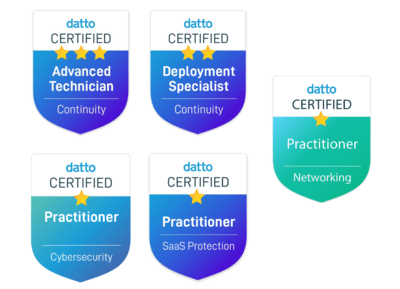 datto
CERTIFIED
Advanced
Technician
Continuity
datto
CERTIFIED
Deployment
Specialist
Continuity
datto
CERTIFIED
Practitioner
Networking
datto
CERTIFIED
Practitioner
Cybersecurity
datto
CERTIFIED
Practitioner
SaaS Protection